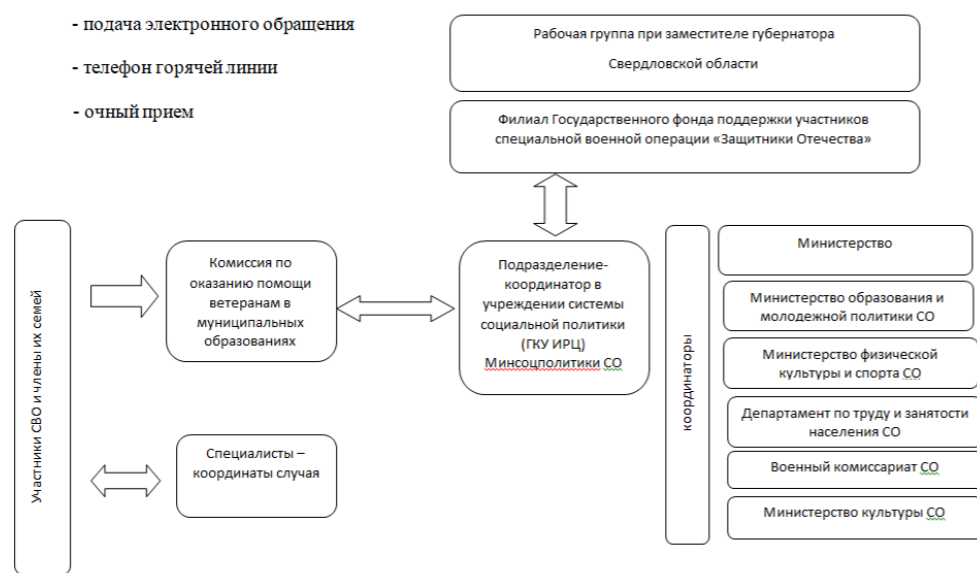 - подача электронного обращения
- телефон горячей линии
- очный прием
Рабочая группа при заместителе губернатора
Свердловской области
Филиал Государственного фонда поддержки участников
специальной военной операции «Защитники Отечества»
Участники СВО и члены их семей
Комиссия по
оказанию помощи
ветеранам в
муниципальных
образованиях
Специалисты –
координаты случая
Подразделение-
координатор в
учреждении системы
социальной политики
(ГКУ ИРЦ)
Минсоцполитики СО
координаторы
Министерство
Министерство образования и
молодежной политики СО
Министерство физической
культуры и спорта СО
Департамент по труду и занятости
населения СО
Военный комиссариат СО
Министерство культуры СО